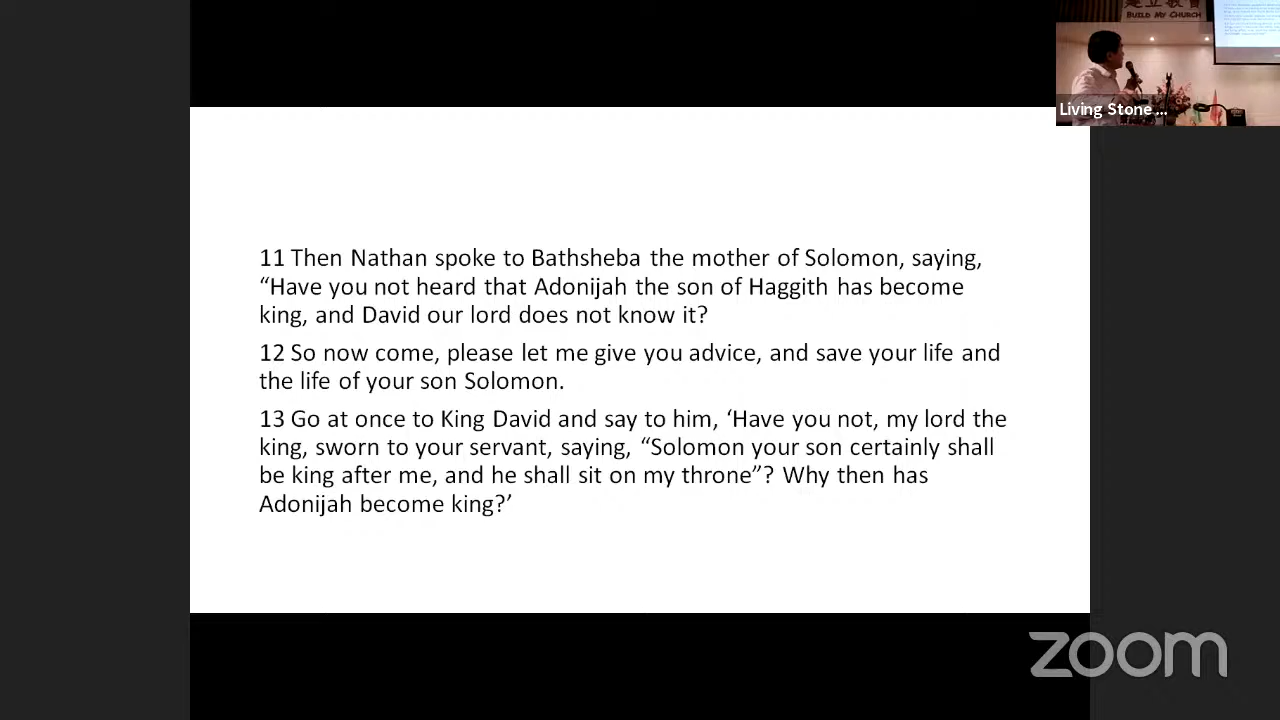 建立教會
BUILD MY CHURCH
Living Stone ...
11 Then Nathan spoke to Bathsheba the mother of Solomon, saying,
“Have you not heard that Adonijah the son of Haggith has become
king, and David our lord does not know it?
12 So now come, please let me give you advice, and save your life and
the life of your son Solomon.
13 Go at once to King David and say to him, ‘Have you not, my lord the
king, sworn to your servant, saying, “Solomon your son certainly shall
be king after me, and he shall sit on my throne”? Why then has
Adonijah become king?’
zoom